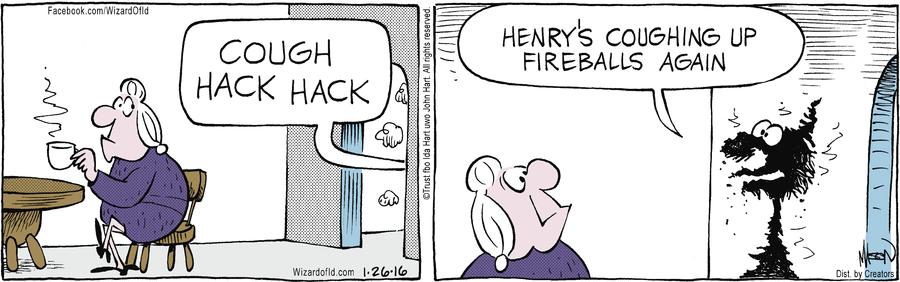 Facebook.com/WizardOfId
COUGH
HACK HACK
Wizardofid.com
1·26·16
©Trust fbo Ida Hart uwo John Hart. All rights reserved.
HENRY'S COUGHING UP
FIREBALLS AGAIN
Dist. by Creators